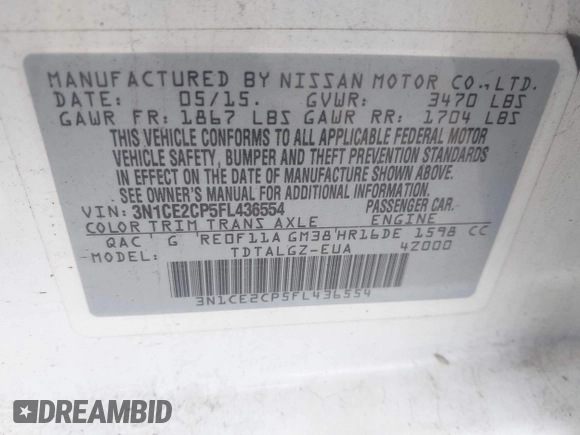 MANUFACTURED BY NISSAN MOTOR CO.,LTD.
DATE: 05/15. GVWR: 3470 LBS
GAWR FR: 1867 LBS GAWR RR: 1704 LBS
THIS VEHICLE CONFORMS TO ALL APPLICABLE FEDERAL MOTOR
VEHICLE SAFETY, BUMPER AND THEFT PREVENTION STANDARDS
IN EFFECT ON THE DATE OF MANUFACTURE SHOWN ABOVE.
SEE OWNER'S MANUAL FOR ADDITIONAL INFORMATION.
VIN: 3N1CE2CP5FL436554 PASSENGER CAR.
COLOR TRIM TRANS AXLE ENGINE
QAC G RE0F11A GM38 HR16DE 1598 CC
MODEL: TDTALGZ-EUA 4Z000
3N1CE2CP5FL436554
DREAMBID